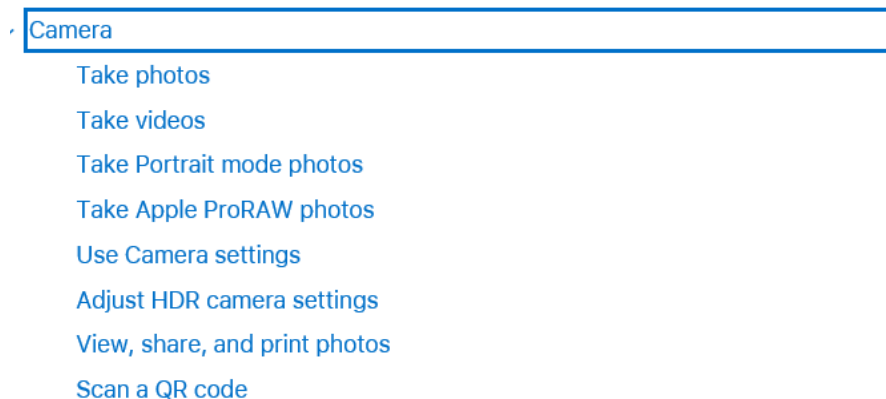 Camera
Take photos
Take videos
Take Portrait mode photos
Take Apple ProRAW photos
Use Camera settings
Adjust HDR camera settings
View, share, and print photos
Scan a QR code